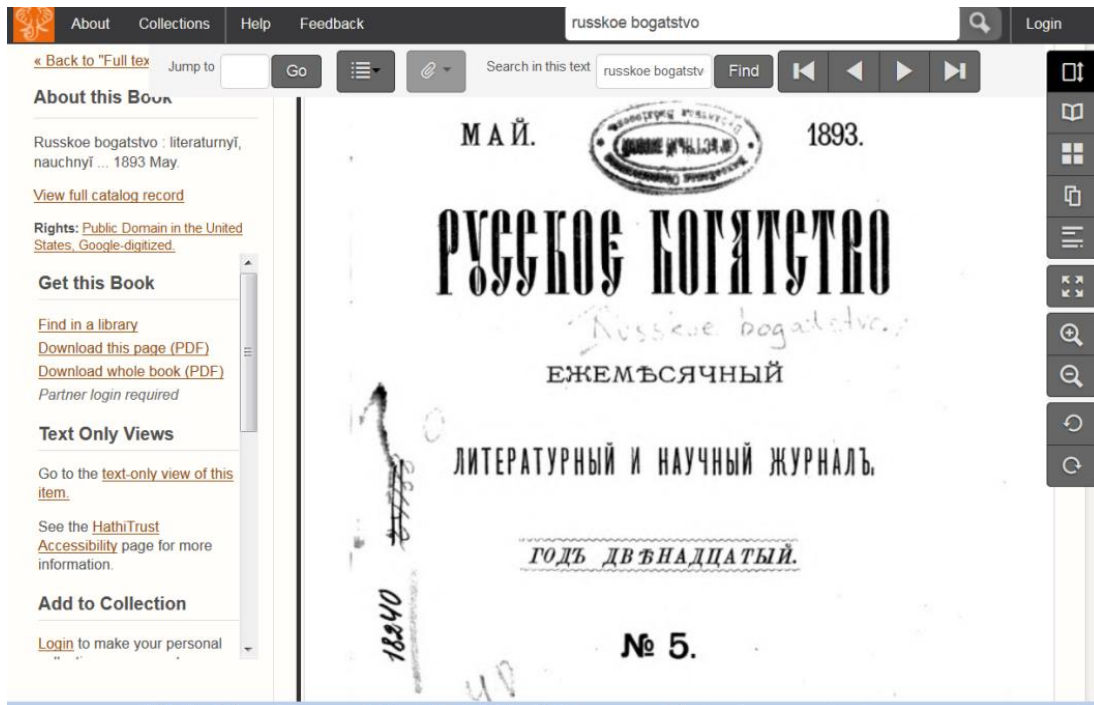 About Collections Help Feedback russkoe bogatstvo Login
« Back to "Full tex
Jump to Go Search in this text russkoe bogatstv Find
About this Book
Russkoe bogatstvo : literaturnyĭ,
nauchnyĭ ... 1893 May.
View full catalog record
Rights: Public Domain in the United
States, Google-digitized.
Get this Book
Find in a library
Download this page (PDF)
Download whole book (PDF)
Partner login required
Text Only Views
Go to the text-only view of this
item.
See the HathiTrust
Accessibility page for more
information.
Add to Collection
Login to make your personal
МАЙ. 1893.
РУССКОЕ БОГАТСТВО
Russkoe bogatstvo
ЕЖЕМѢСЯЧНЫЙ
ЛИТЕРАТУРНЫЙ И НАУЧНЫЙ ЖУРНАЛЪ.
ГОДЪ ДВѢНАДЦАТЫЙ.
18240
№ 5.